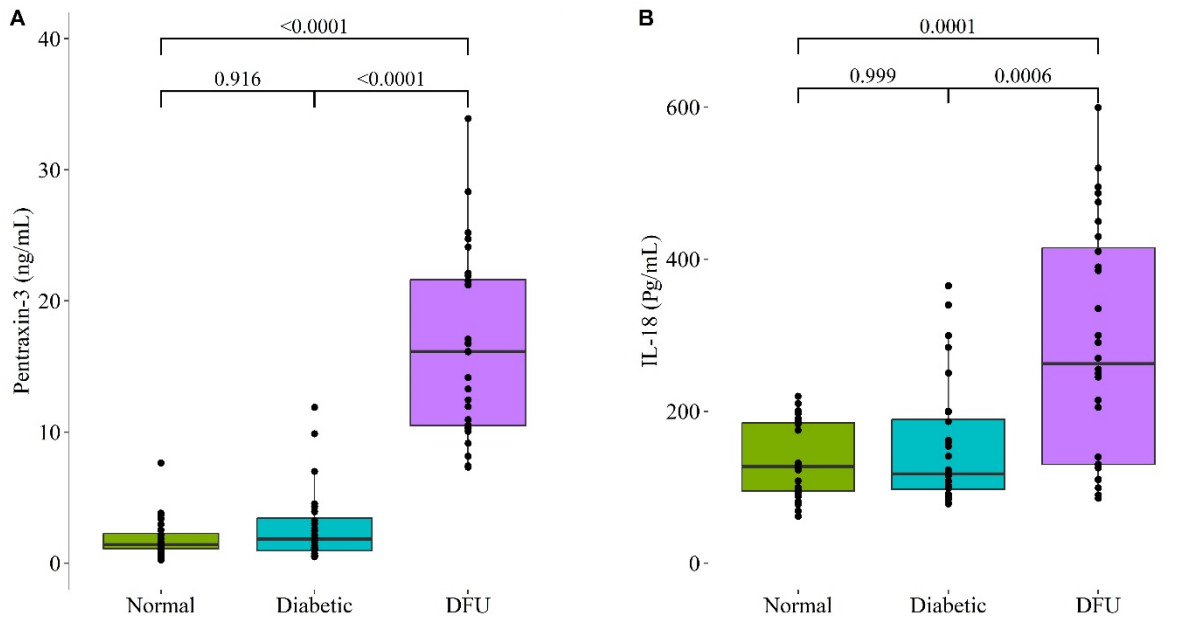 A
<0.0001
0.916
<0.0001
40
30
20
10
0
Pentraxin-3 (ng/mL)
Normal
Diabetic
DFU
B
0.0001
0.999
0.0006
600
400
200
0
IL-18 (Pg/mL)
Normal
Diabetic
DFU